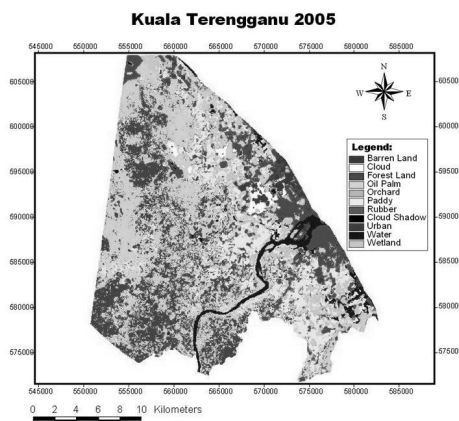 Kuala Terengganu 2005
545000 550000 555000 560000 565000 570000 575000 580000 585000
605000
600000
595000
590000
585000
580000
575000
60500
60000
59500
59000
58500
58000
57500
N
W E
S
Legend:
Barren Land
Cloud
Forest Land
Oil Palm
Orchard
Paddy
Rubber
Cloud Shadow
Urban
Water
Wetland
545000 550000 555000 560000 565000 570000 575000 580000 585000
0 2 4 6 8 10 Kilometers